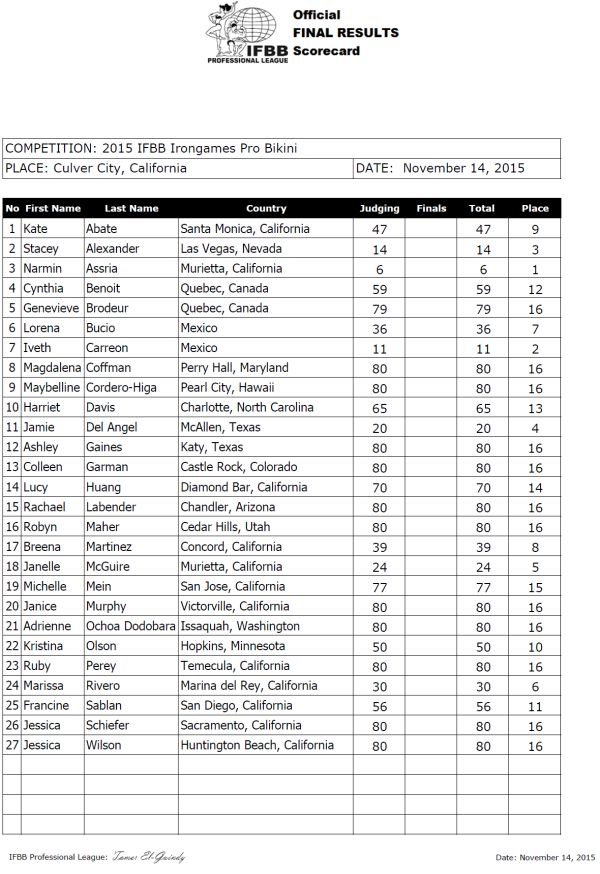 Official
FINAL RESULTS
IFBB Scorecard
PROFESSIONAL LEAGUE
COMPETITION: 2015 IFBB Irongames Pro Bikini
PLACE: Culver City, California DATE: November 14, 2015
No First Name Last Name Country Judging Finals Total Place
1 Kate Abate Santa Monica, California 47 47 9
2 Stacey Alexander Las Vegas, Nevada 14 14 3
3 Narmin Assria Murietta, California 6 6 1
4 Cynthia Benoit Quebec, Canada 59 59 12
5 Genevieve Brodeur Quebec, Canada 79 79 16
6 Lorena Bucio Mexico 36 36 7
7 Iveth Carreon Mexico 11 11 2
8 Magdalena Coffman Perry Hall, Maryland 80 80 16
9 Maybelline Cordero-Higa Pearl City, Hawaii 80 80 16
10 Harriet Davis Charlotte, North Carolina 65 65 13
11 Jamie Del Angel McAllen, Texas 20 20 4
12 Ashley Gaines Katy, Texas 80 80 16
13 Colleen Garman Castle Rock, Colorado 80 80 16
14 Lucy Huang Diamond Bar, California 70 70 14
15 Rachael Labender Chandler, Arizona 80 80 16
16 Robyn Maher Cedar Hills, Utah 80 80 16
17 Breena Martinez Concord, California 39 39 8
18 Janelle McGuire Murietta, California 24 24 5
19 Michelle Mein San Jose, California 77 77 15
20 Janice Murphy Victorville, California 80 80 16
21 Adrienne Ochoa Dodobara Issaquah, Washington 80 80 16
22 Kristina Olson Hopkins, Minnesota 50 50 10
23 Ruby Perey Temecula, California 80 80 16
24 Marissa Rivero Marina del Rey, California 30 30 6
25 Francine Sablan San Diego, California 56 56 11
26 Jessica Schiefer Sacramento, California 80 80 16
27 Jessica Wilson Huntington Beach, California 80 80 16
IFBB Professional League: Tamer El-Guindy Date: November 14, 2015